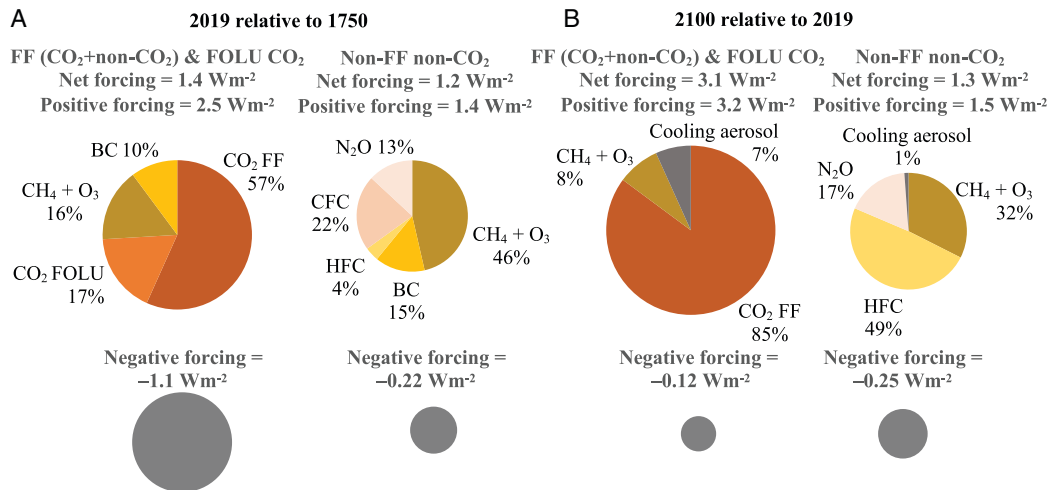 A
2019 relative to 1750
FF (CO₂+non-CO₂) & FOLU CO₂
Net forcing = 1.4 Wm⁻²
Positive forcing = 2.5 Wm⁻²
BC 10%
CO₂ FF
57%
CH₄ + O₃
16%
CO₂ FOLU
17%
Negative forcing =
−1.1 Wm⁻²
Non-FF non-CO₂
Net forcing = 1.2 Wm⁻²
Positive forcing = 1.4 Wm⁻²
N₂O 13%
CFC
22%
HFC
4%
BC
15%
CH₄ + O₃
46%
Negative forcing =
−0.22 Wm⁻²
B
2100 relative to 2019
FF (CO₂+non-CO₂) & FOLU CO₂
Net forcing = 3.1 Wm⁻²
Positive forcing = 3.2 Wm⁻²
Cooling aerosol
7%
CH₄ + O₃
8%
CO₂ FF
85%
Negative forcing =
−0.12 Wm⁻²
Non-FF non-CO₂
Net forcing = 1.3 Wm⁻²
Positive forcing = 1.5 Wm⁻²
Cooling aerosol
1%
N₂O
17%
CH₄ + O₃
32%
HFC
49%
Negative forcing =
−0.25 Wm⁻²